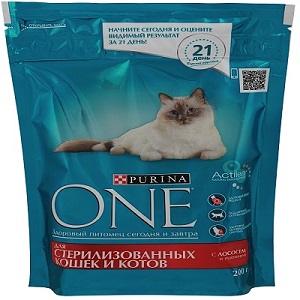 НАЧНИТЕ СЕГОДНЯ И ОЦЕНИТЕ
ВИДИМЫЙ РЕЗУЛЬТАТ
ЗА 21 ДЕНЬ!
21
ДЕНЬ
PURINA
ONE
Здоровый питомец сегодня и завтра
Actilea
ДЛЯ
СТЕРИЛИЗОВАННЫХ
КОШЕК И КОТОВ
С ЛОСОСЕМ
200 г